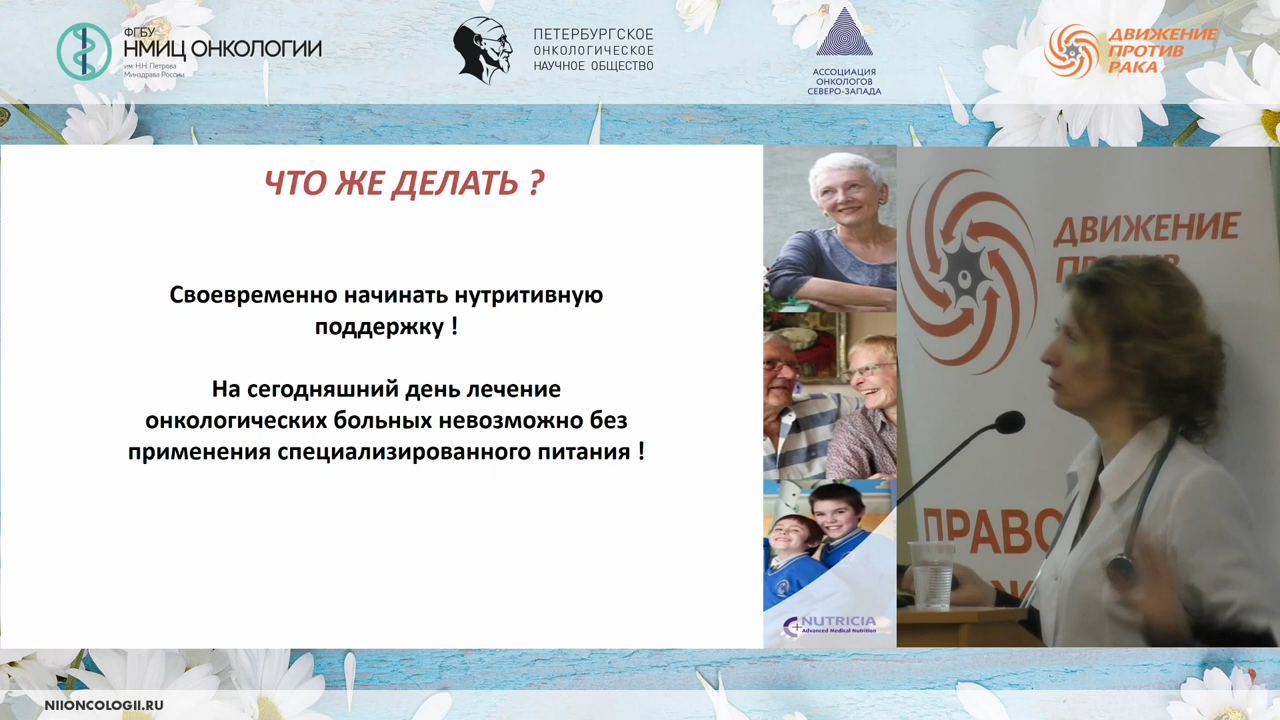 ФГБУ
НМИЦ ОНКОЛОГИИ
им. Н.Н. Петрова
Минздрава России
ПЕТЕРБУРГСКОЕ
ОНКОЛОГИЧЕСКОЕ
НАУЧНОЕ ОБЩЕСТВО
АССОЦИАЦИЯ
ОНКОЛОГОВ
СЕВЕРО-ЗАПАДА
ДВИЖЕНИЕ
ПРОТИВ
РАКА
ЧТО ЖЕ ДЕЛАТЬ ?
Своевременно начинать нутритивную
поддержку !
На сегодняшний день лечение
онкологических больных невозможно без
применения специализированного питания !
NUTRICIA
Advanced Medical Nutrition
ДВИЖЕНИЕ
ПРОТИВ
ПРАВО
NIIONCOLOGII.RU